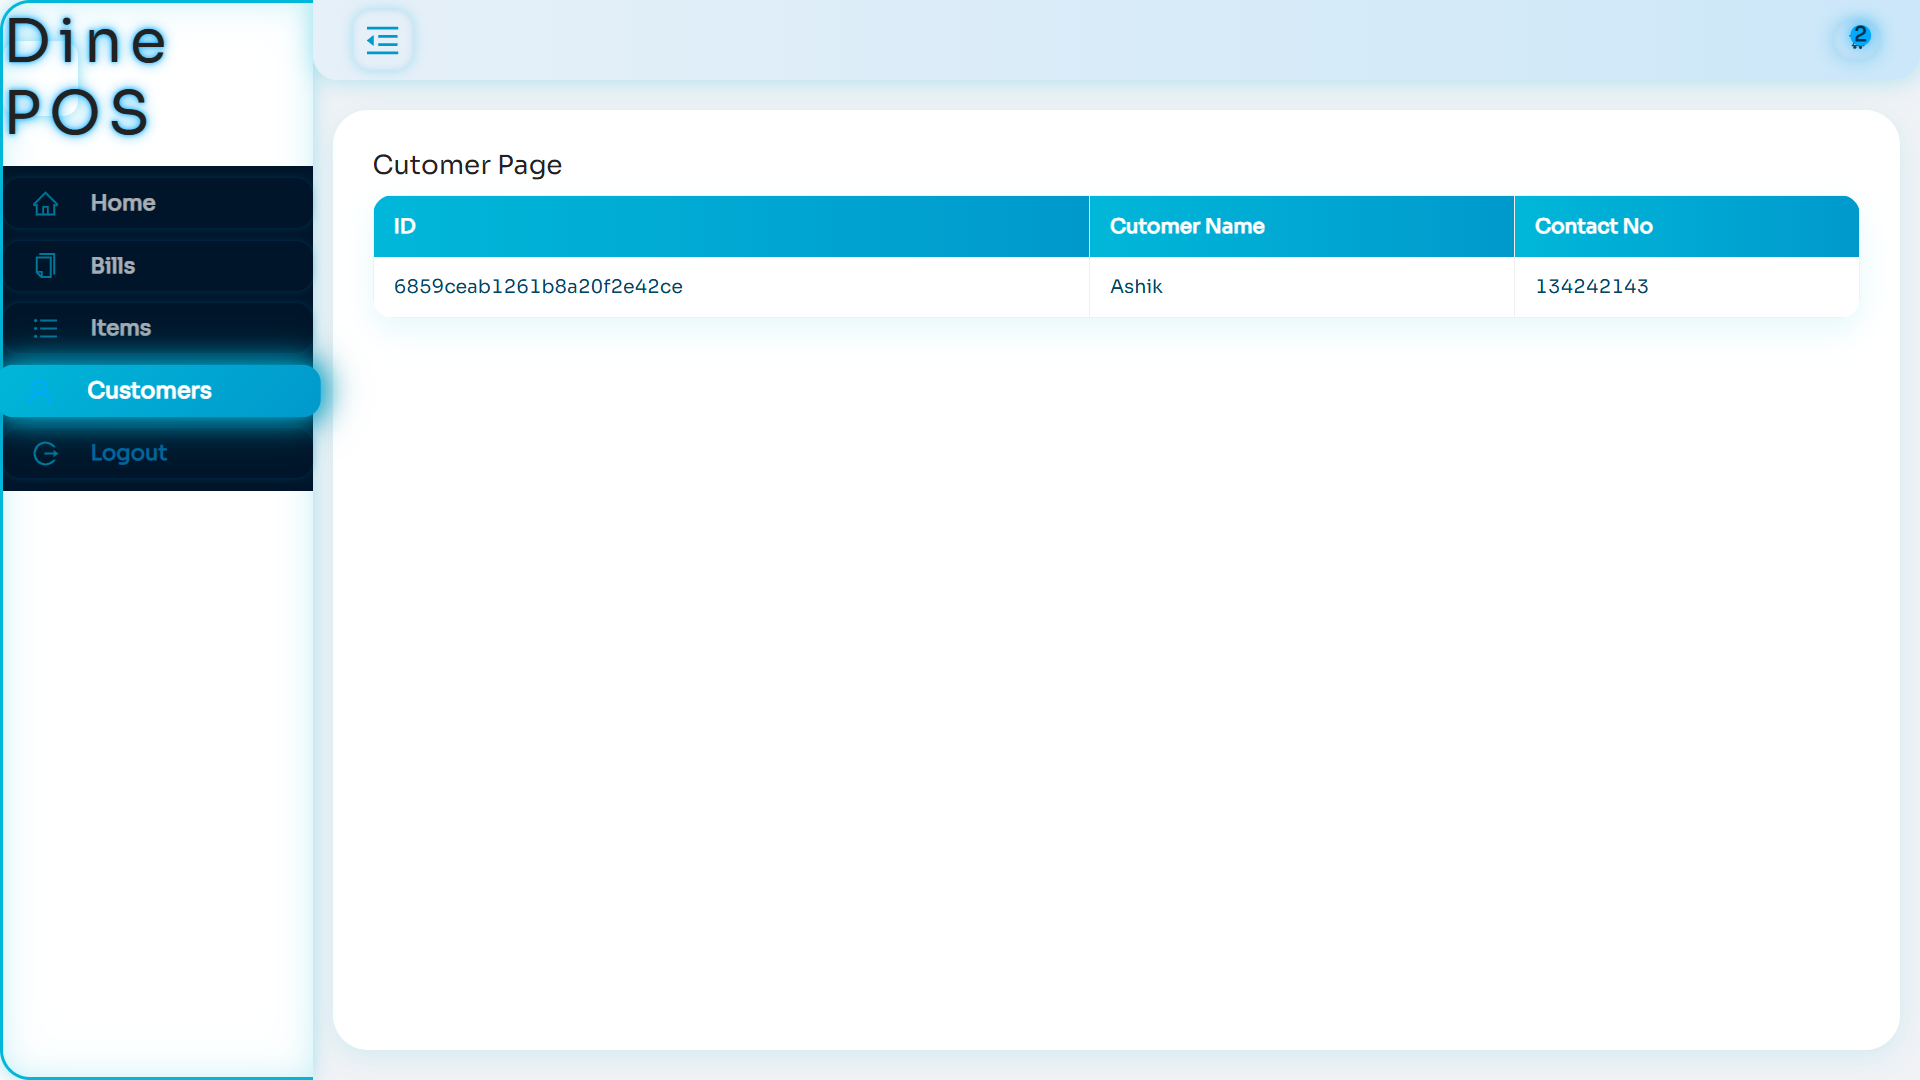 Dine
POS
2
Home
Bills
Items
Customers
Logout
Cutomer Page
ID Cutomer Name Contact No
6859ceab1261b8a20f2e42ce Ashik 134242143